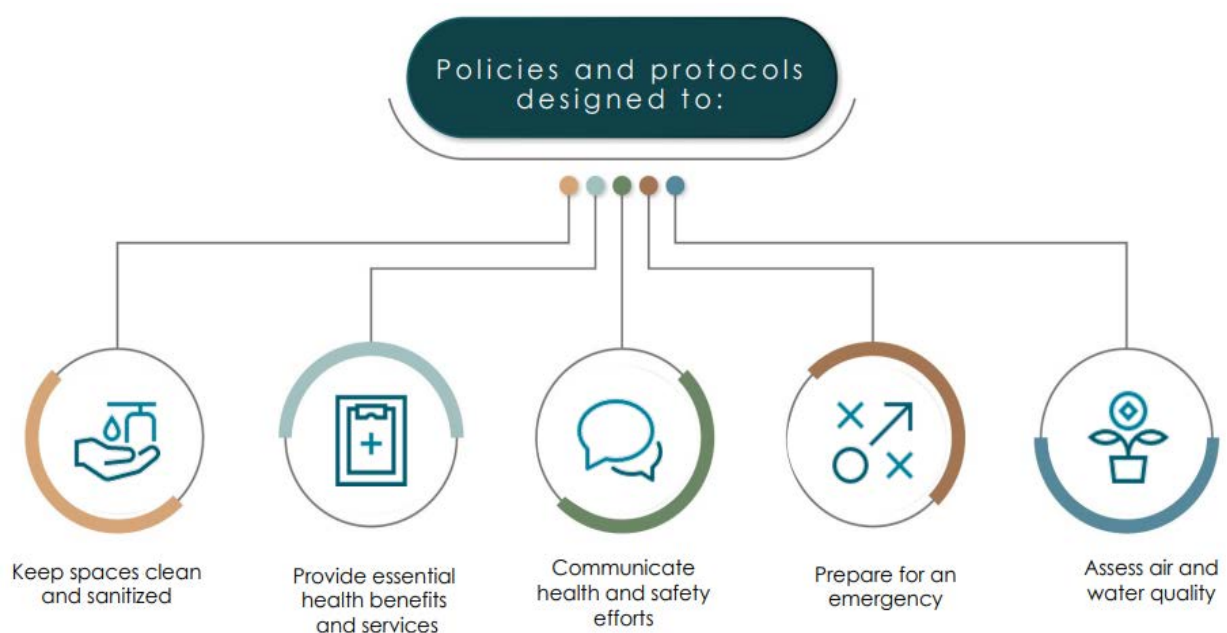 Policies and protocols
designed to:
Keep spaces clean
and sanitized
Provide essential
health benefits
and services
Communicate
health and safety
efforts
Prepare for an
emergency
Assess air and
water quality